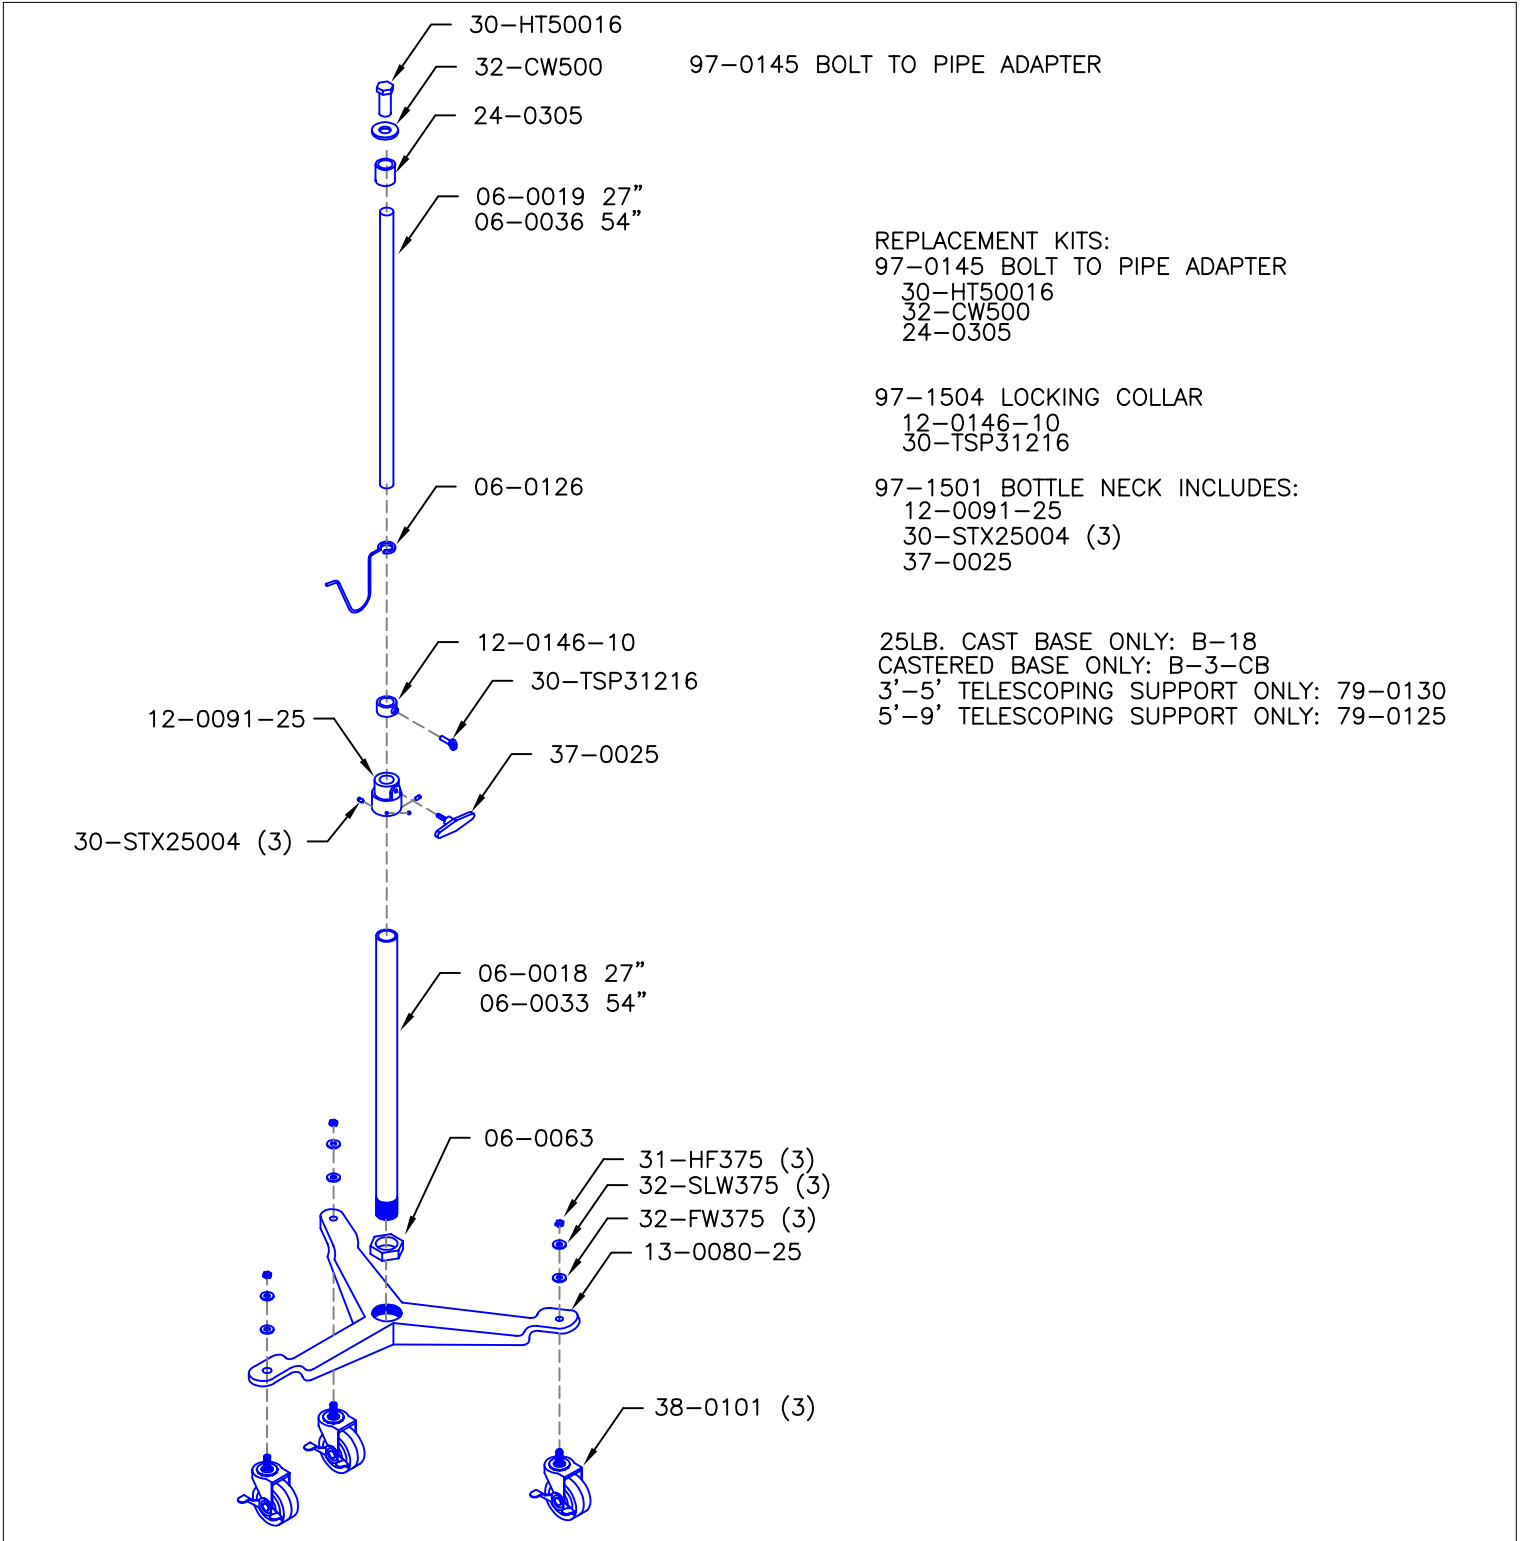 30-HT50016
32-CW500
97-0145 BOLT TO PIPE ADAPTER
24-0305
06-0019 27”
06-0036 54”
REPLACEMENT KITS:
97-0145 BOLT TO PIPE ADAPTER
30-HT50016
32-CW500
24-0305
97-1504 LOCKING COLLAR
12-0146-10
30-TSP31216
97-1501 BOTTLE NECK INCLUDES:
12-0091-25
30-STX25004 (3)
37-0025
25LB. CAST BASE ONLY: B-18
CASTERED BASE ONLY: B-3-CB
3’-5’ TELESCOPING SUPPORT ONLY: 79-0130
5’-9’ TELESCOPING SUPPORT ONLY: 79-0125
06-0126
12-0146-10
30-TSP31216
12-0091-25
37-0025
30-STX25004 (3)
06-0018 27”
06-0033 54”
06-0063
31-HF375 (3)
32-SLW375 (3)
32-FW375 (3)
13-0080-25
38-0101 (3)